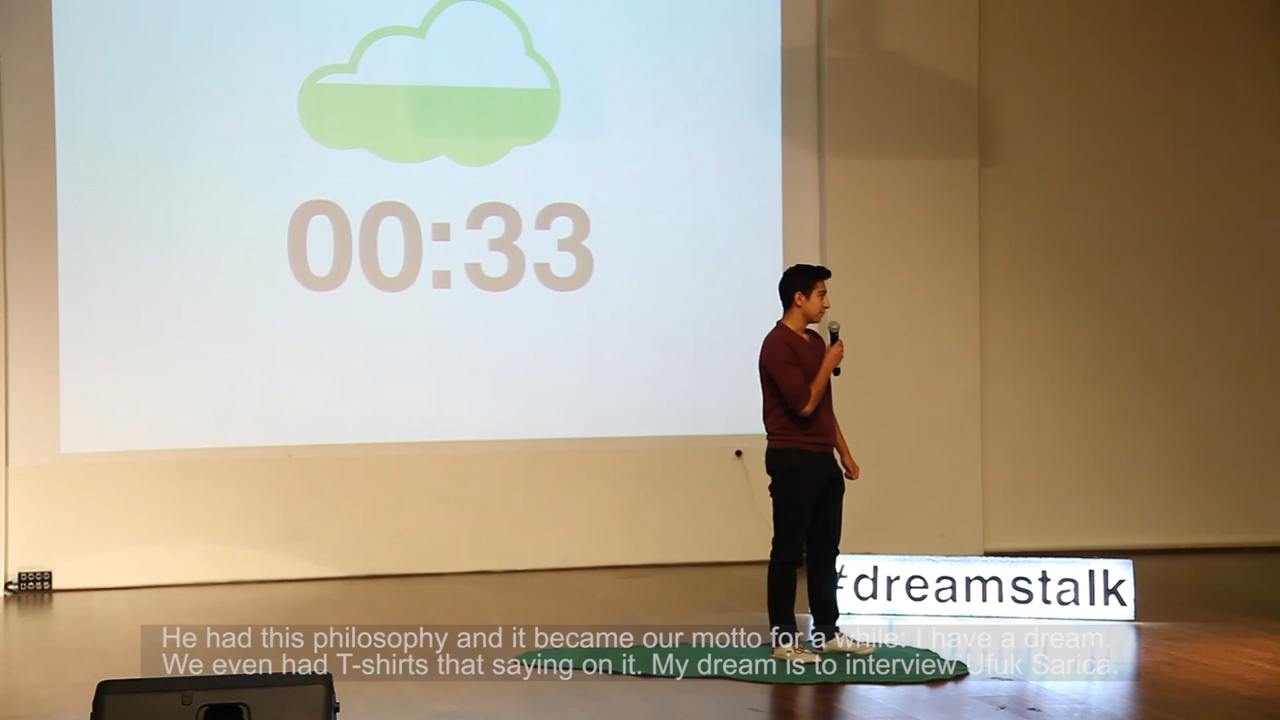 00:33
#dreamstalk
He had this philosophy and it became our motto for a while: I have a dream.
We even had T-shirts that saying on it. My dream is to interview Ufuk Sarica.